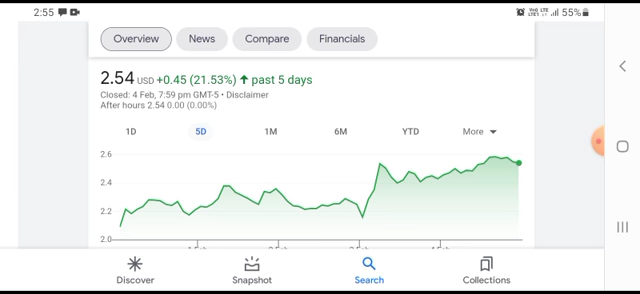 2:55 55%
Overview News Compare Financials
2.54 USD +0.45 (21.53%) ↑ past 5 days
Closed: 4 Feb, 7:59 pm GMT-5 • Disclaimer
After hours 2.54 0.00 (0.00%)
1D 5D 1M 6M YTD More
2.6
2.4
2.2
2.0
Discover Snapshot Search Collections